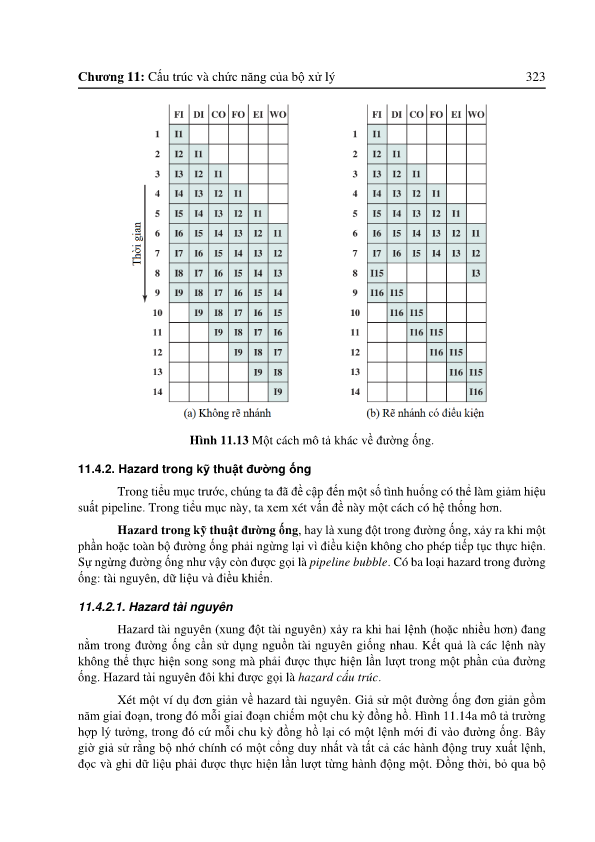 Chương 11: Cấu trúc và chức năng của bộ xử lý 323
FI DI CO FO EI WO
1 I1
2 I2 I1
3 I3 I2 I1
4 I4 I3 I2 I1
5 I5 I4 I3 I2 I1
6 I6 I5 I4 I3 I2 I1
7 I7 I6 I5 I4 I3 I2
8 I8 I7 I6 I5 I4 I3
9 I9 I8 I7 I6 I5 I4
10 I9 I8 I7 I6 I5
11 I9 I8 I7 I6
12 I9 I8 I7
13 I9 I8
14 I9
Thời gian
(a) Không rẽ nhánh
FI DI CO FO EI WO
1 I1
2 I2 I1
3 I3 I2 I1
4 I4 I3 I2 I1
5 I5 I4 I3 I2 I1
6 I6 I5 I4 I3 I2 I1
7 I7 I6 I5 I4 I3 I2
8 I15 I3
9 I16 I15
10 I16 I15
11 I16 I15
12 I16 I15
13 I16 I15
14 I16
(b) Rẽ nhánh có điều kiện
Hình 11.13 Một cách mô tả khác về đường ống.
11.4.2. Hazard trong kỹ thuật đường ống
Trong tiểu mục trước, chúng ta đã đề cập đến một số tình huống có thể làm giảm hiệu
suất pipeline. Trong tiểu mục này, ta xem xét vấn đề này một cách có hệ thống hơn.
Hazard trong kỹ thuật đường ống, hay là xung đột trong đường ống, xảy ra khi một
phần hoặc toàn bộ đường ống phải ngừng lại vì điều kiện không cho phép tiếp tục thực hiện.
Sự ngừng đường ống như vậy còn được gọi là pipeline bubble. Có ba loại hazard trong đường
ống: tài nguyên, dữ liệu và điều khiển.
11.4.2.1. Hazard tài nguyên
Hazard tài nguyên (xung đột tài nguyên) xảy ra khi hai lệnh (hoặc nhiều hơn) đang
nằm trong đường ống cần sử dụng nguồn tài nguyên giống nhau. Kết quả là các lệnh này
không thể thực hiện song song mà phải được thực hiện lần lượt trong một phần của đường
ống. Hazard tài nguyên đôi khi được gọi là hazard cấu trúc.
Xét một ví dụ đơn giản về hazard tài nguyên. Giả sử một đường ống đơn giản gồm
năm giai đoạn, trong đó mỗi giai đoạn chiếm một chu kỳ đồng hồ. Hình 11.14a mô tả trường
hợp lý tưởng, trong đó cứ mỗi chu kỳ đồng hồ lại có một lệnh mới đi vào đường ống. Bây
giờ giả sử rằng bộ nhớ chính có một cổng duy nhất và tất cả các hành động truy xuất lệnh,
đọc và ghi dữ liệu phải được thực hiện lần lượt từng hành động một. Đồng thời, bỏ qua bộ